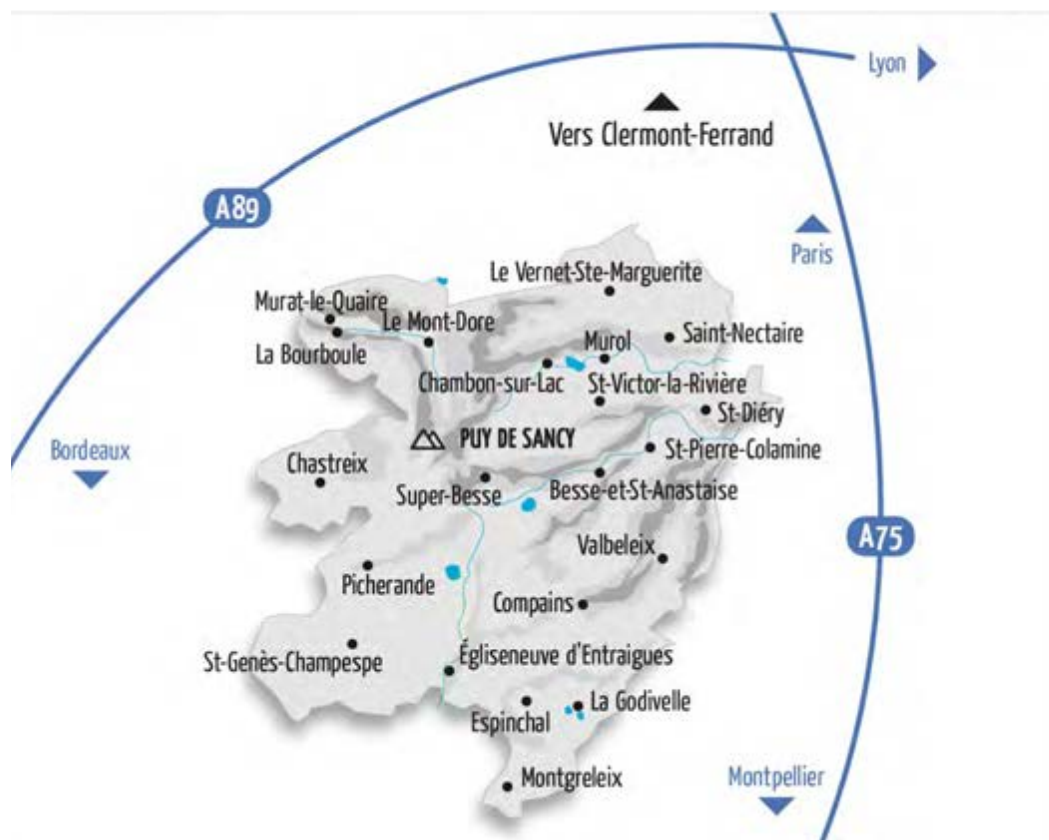 Lyon
Vers Clermont-Ferrand
A89
Paris
Le Vernet-Ste-Marguerite
Murat-le-Quaire
Le Mont-Dore
Saint-Nectaire
Murol
La Bourboule
Chambon-sur-Lac
St-Victor-la-Rivière
St-Diéry
PUY DE SANCY
Bordeaux
St-Pierre-Colamine
Chastreix
Super-Besse
Besse-et-St-Anastaise
A75
Valbeleix
Picherande
Compains
St-Genès-Champespe
Égliseneuve d'Entraigues
La Godivelle
Espinchal
Montgreleix
Montpellier